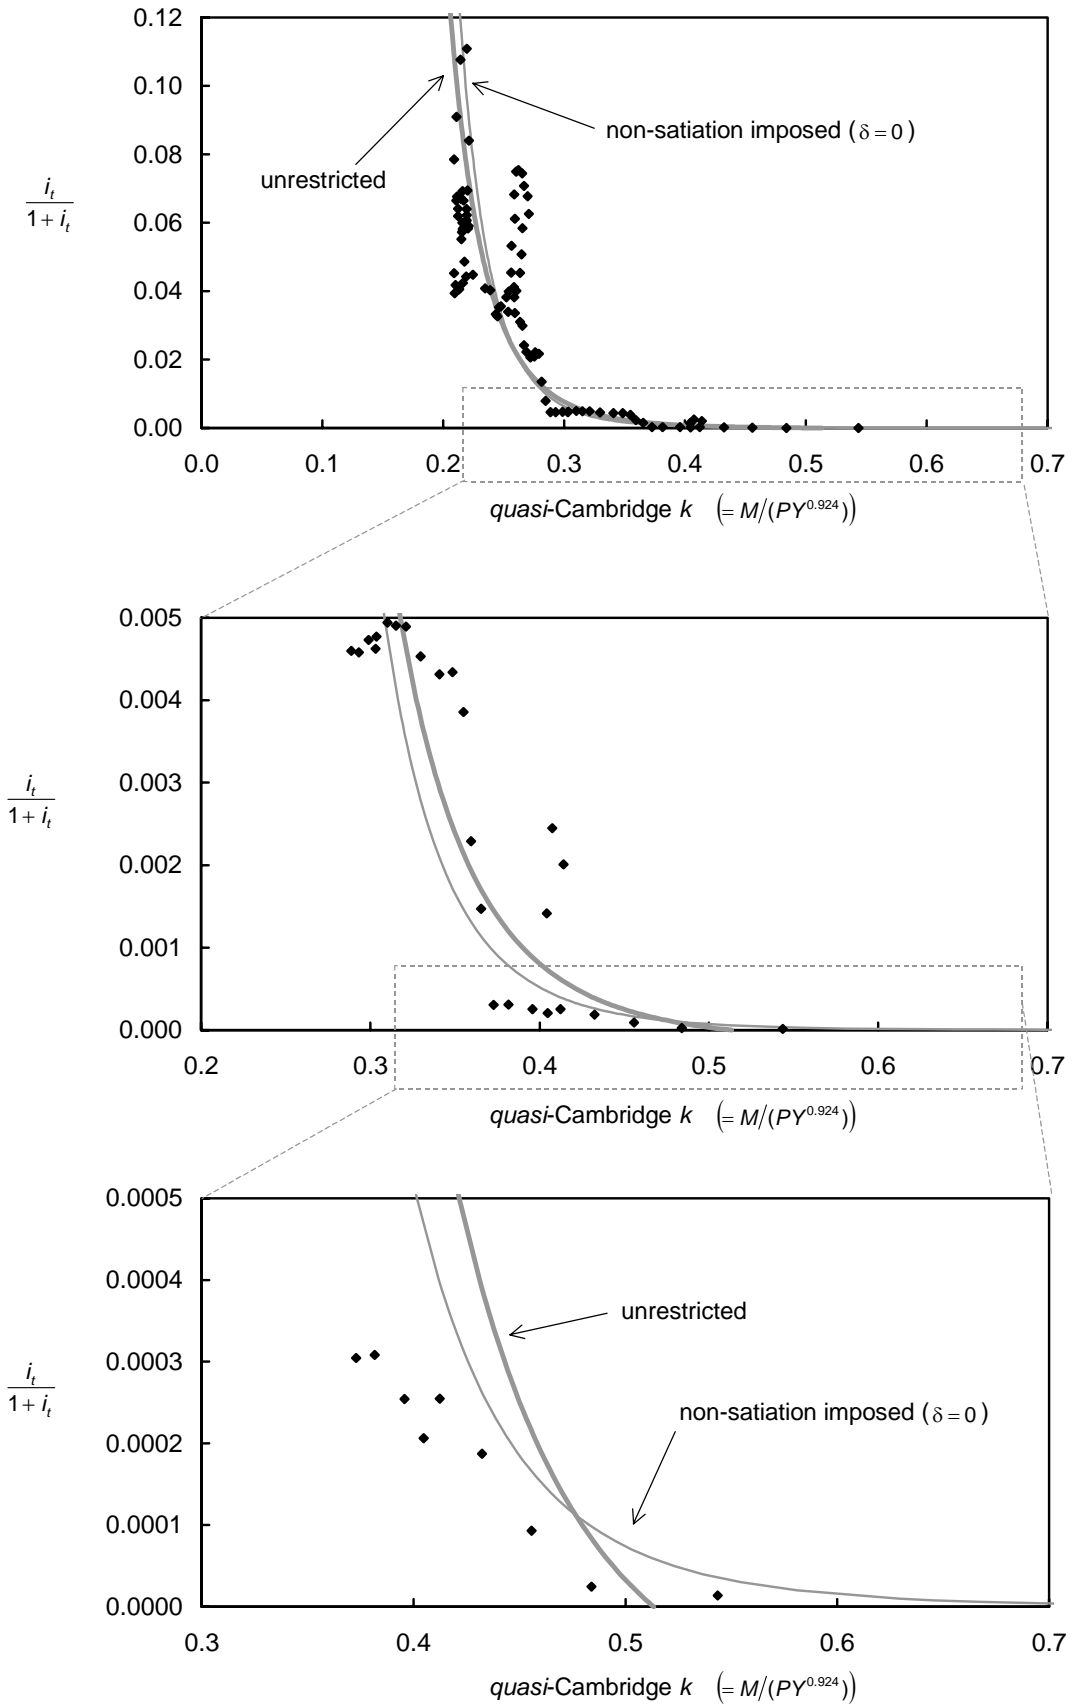 0.12
0.10
0.08
0.06
0.04
0.02
0.00
i_t / 1 + i_t
unrestricted
non-satiation imposed ( δ = 0 )
0.0 0.1 0.2 0.3 0.4 0.5 0.6 0.7
quasi-Cambridge k (= M/(PY^0.924))
0.005
0.004
0.003
0.002
0.001
0.000
i_t / 1 + i_t
0.2 0.3 0.4 0.5 0.6 0.7
quasi-Cambridge k (= M/(PY^0.924))
0.0005
0.0004
0.0003
0.0002
0.0001
0.0000
i_t / 1 + i_t
unrestricted
non-satiation imposed ( δ = 0 )
0.3 0.4 0.5 0.6 0.7
quasi-Cambridge k (= M/(PY^0.924))